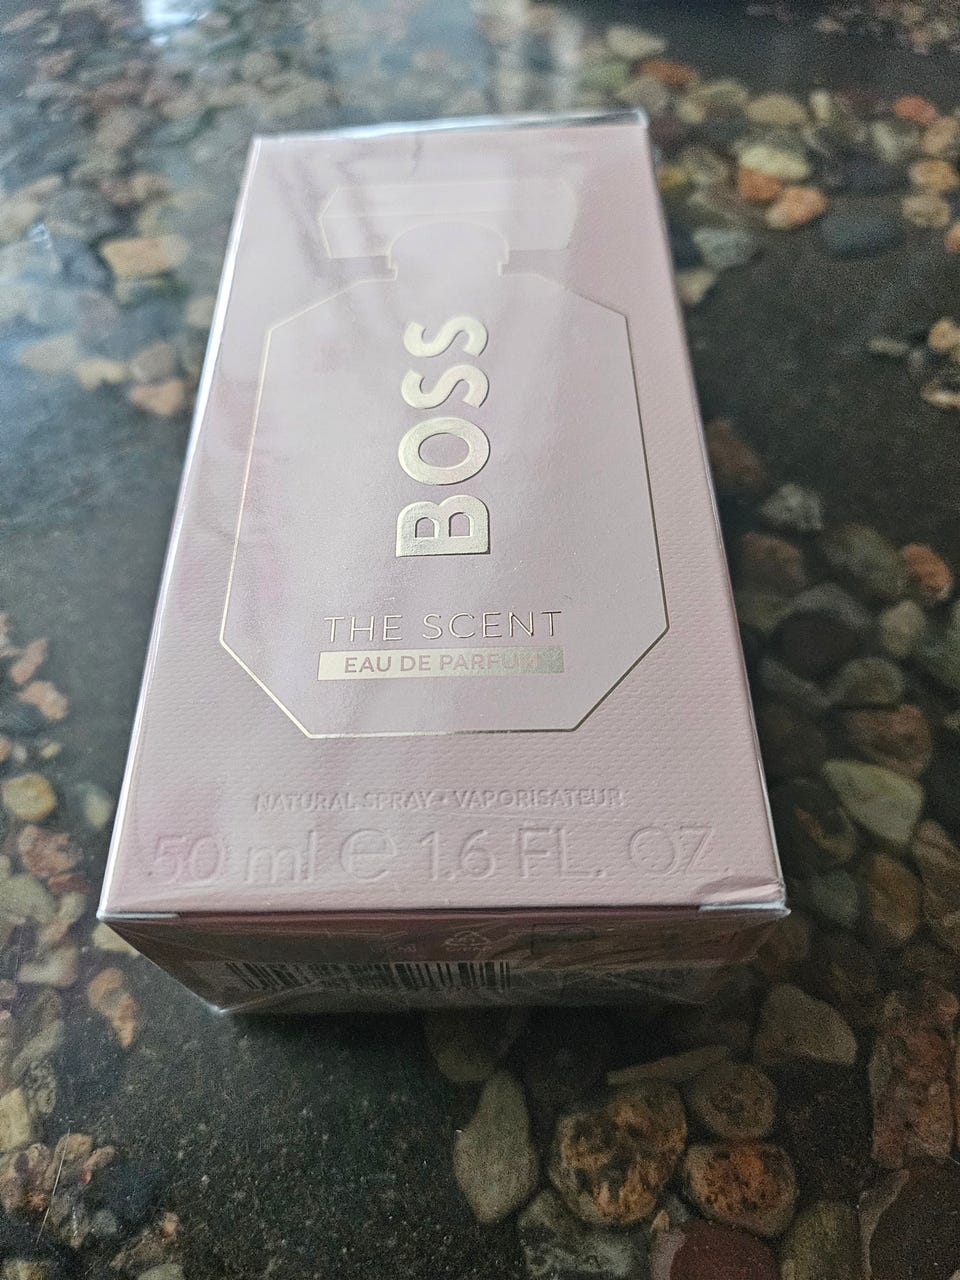 BOSS
THE SCENT
EAU DE PARFUM
NATURAL SPRAY • VAPORISATEUR
50 ml ℮ 1.6 FL. OZ.